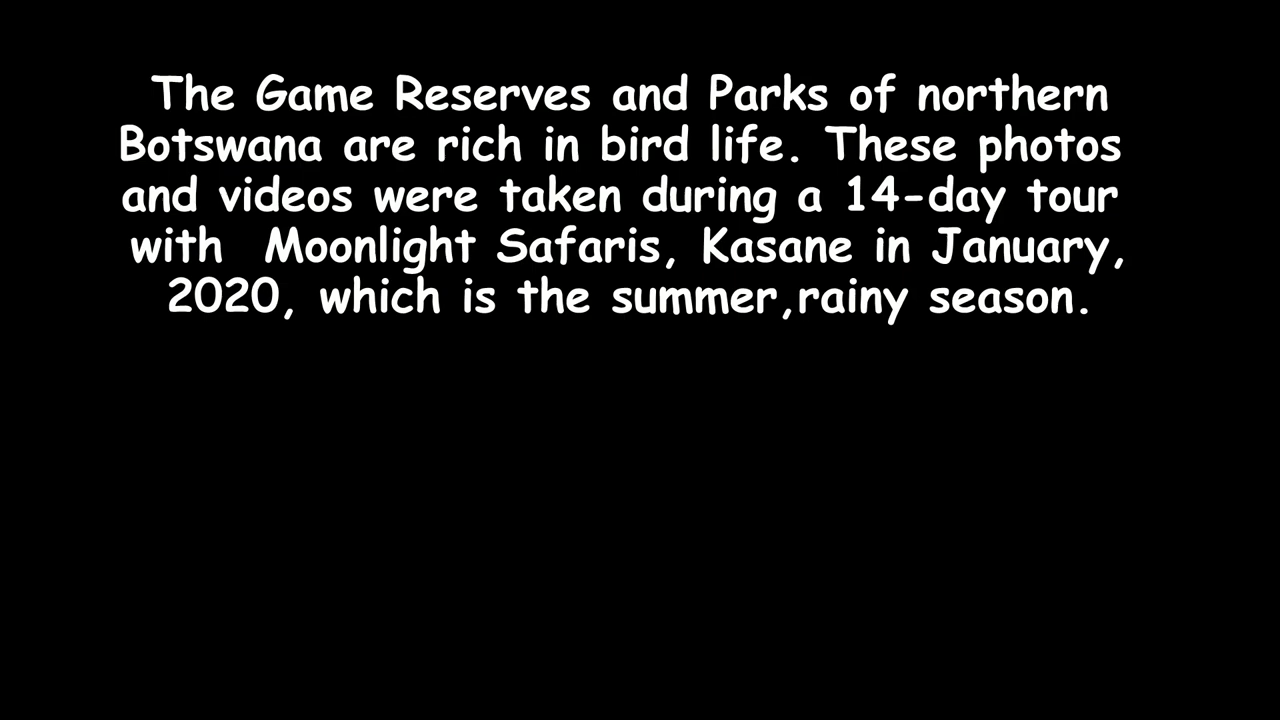 The Game Reserves and Parks of northern
Botswana are rich in bird life. These photos
and videos were taken during a 14-day tour
with  Moonlight Safaris, Kasane in January,
2020, which is the summer,rainy season.